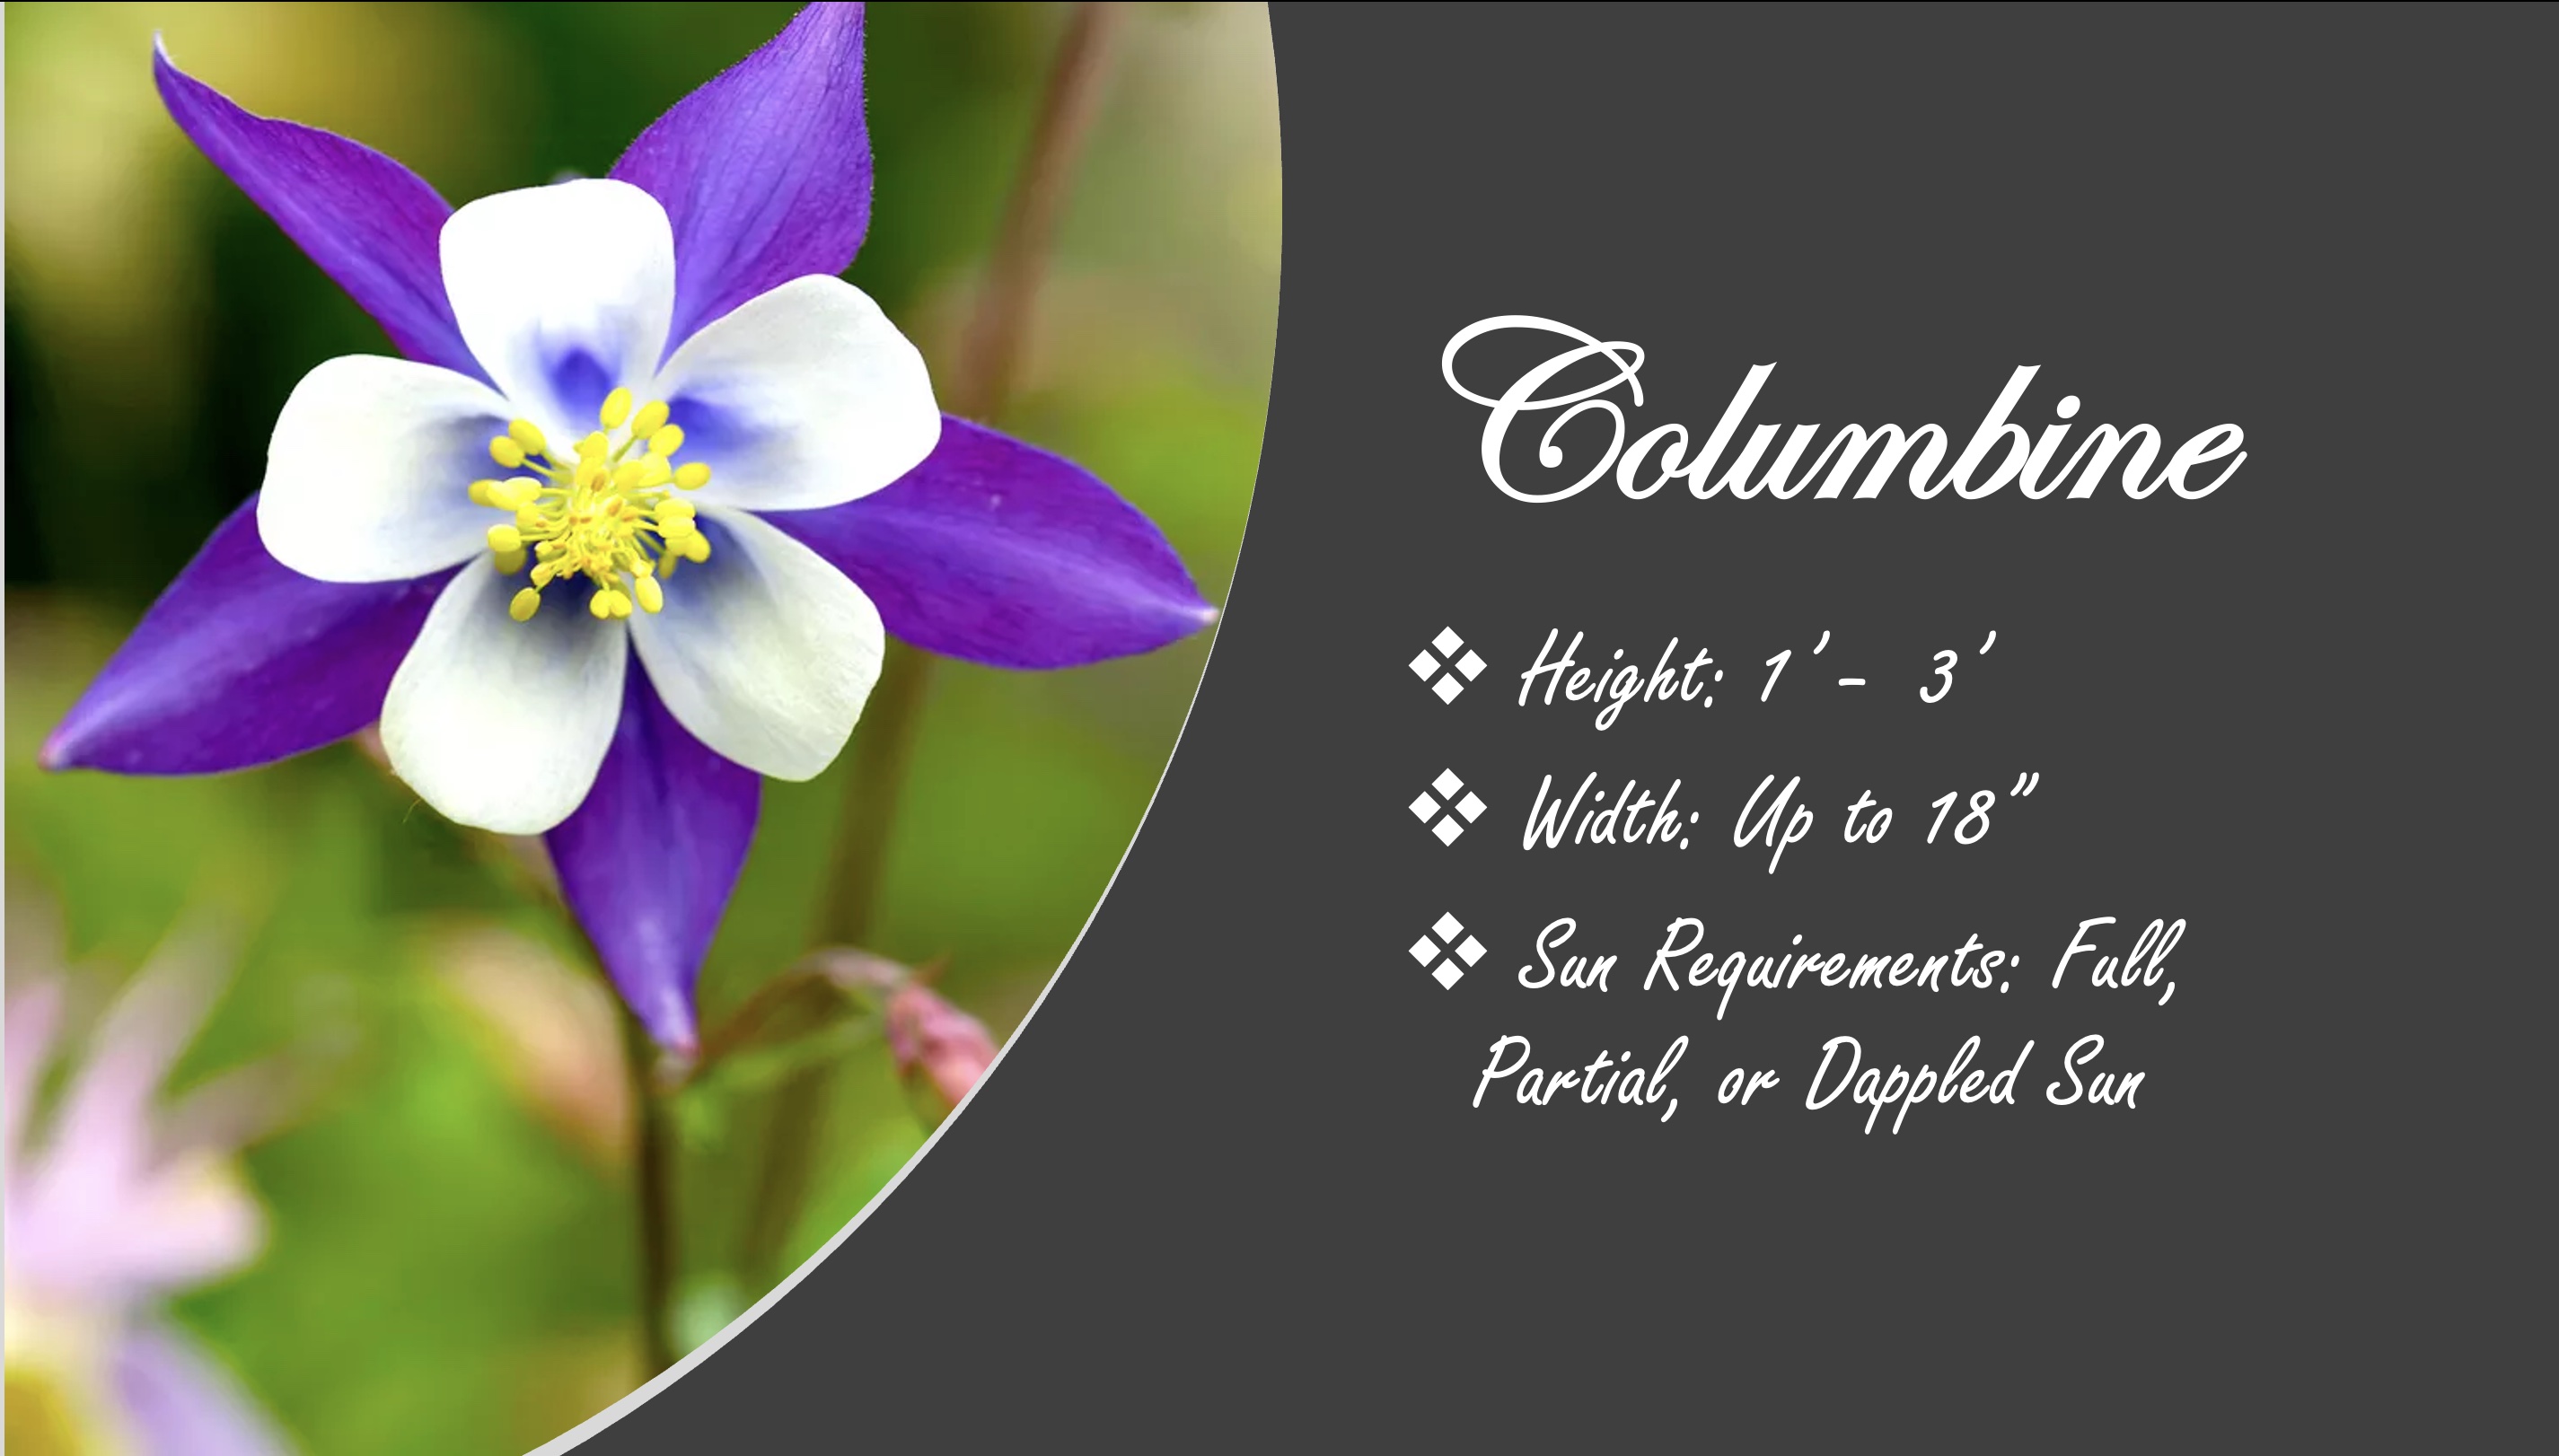 Columbine
❖ Height: 1’ -  3’
❖ Width: Up to 18”
❖ Sun Requirements: Full,
Partial, or Dappled Sun